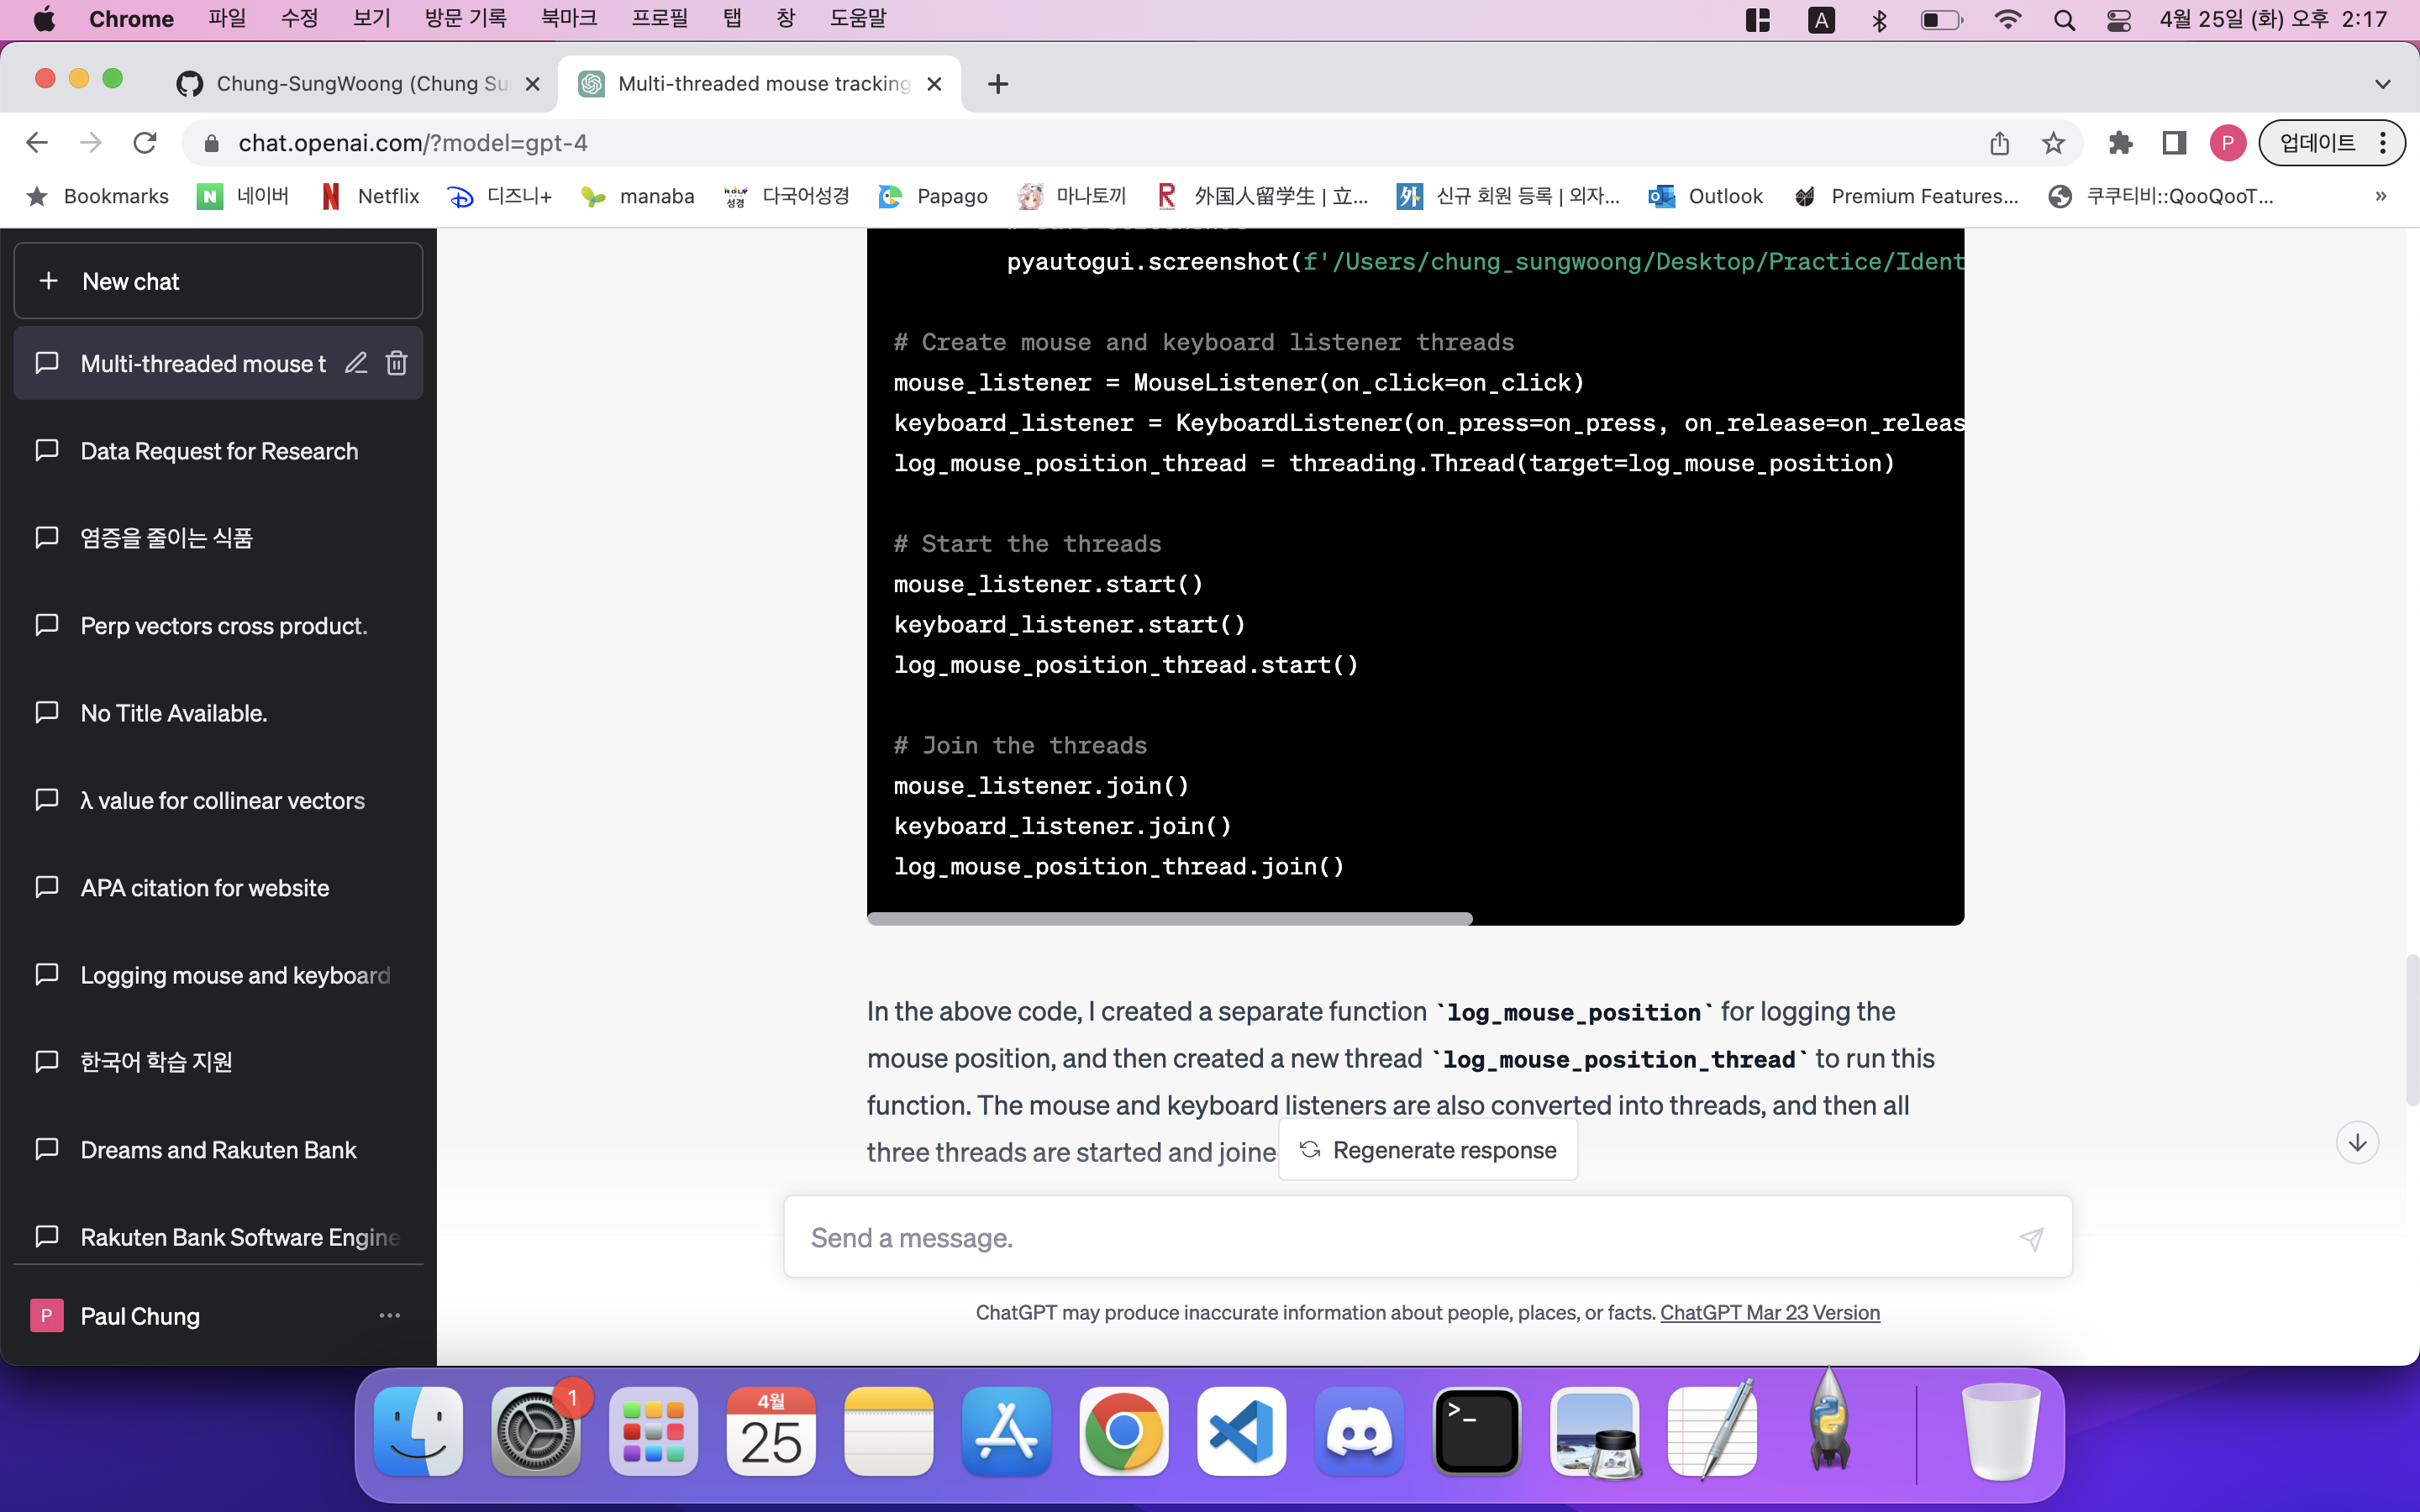 Chrome 파일 수정 보기 방문 기록 북마크 프로필 탭 창 도움말 A 4월 25일 (화) 오후 2:17
Chung-SungWoong (Chung Su
Multi-threaded mouse tracking
chat.openai.com/?model=gpt-4
P
업데이트
Bookmarks N 네이버 N Netflix 디즈니+ manaba 다국어성경 Papago 마나토끼 R 外国人留学生 | 立... 外 신규 회원 등록 | 외자... Outlook Premium Features... 쿠쿠티비::QooQooT... »
New chat
Multi-threaded mouse t
Data Request for Research
염증을 줄이는 식품
Perp vectors cross product.
No Title Available.
λ value for collinear vectors
APA citation for website
Logging mouse and keyboard
한국어 학습 지원
Dreams and Rakuten Bank
Rakuten Bank Software Engine
P Paul Chung
pyautogui.screenshot(f'/Users/chung_sungwoong/Desktop/Practice/Ident
# Create mouse and keyboard listener threads
mouse_listener = MouseListener(on_click=on_click)
keyboard_listener = KeyboardListener(on_press=on_press, on_release=on_releas
log_mouse_position_thread = threading.Thread(target=log_mouse_position)
# Start the threads
mouse_listener.start()
keyboard_listener.start()
log_mouse_position_thread.start()
# Join the threads
mouse_listener.join()
keyboard_listener.join()
log_mouse_position_thread.join()
In the above code, I created a separate function `log_mouse_position` for logging the
mouse position, and then created a new thread `log_mouse_position_thread` to run this
function. The mouse and keyboard listeners are also converted into threads, and then all
three threads are started and joine
Regenerate response
Send a message.
ChatGPT may produce inaccurate information about people, places, or facts. ChatGPT Mar 23 Version
1
4월
25
>_